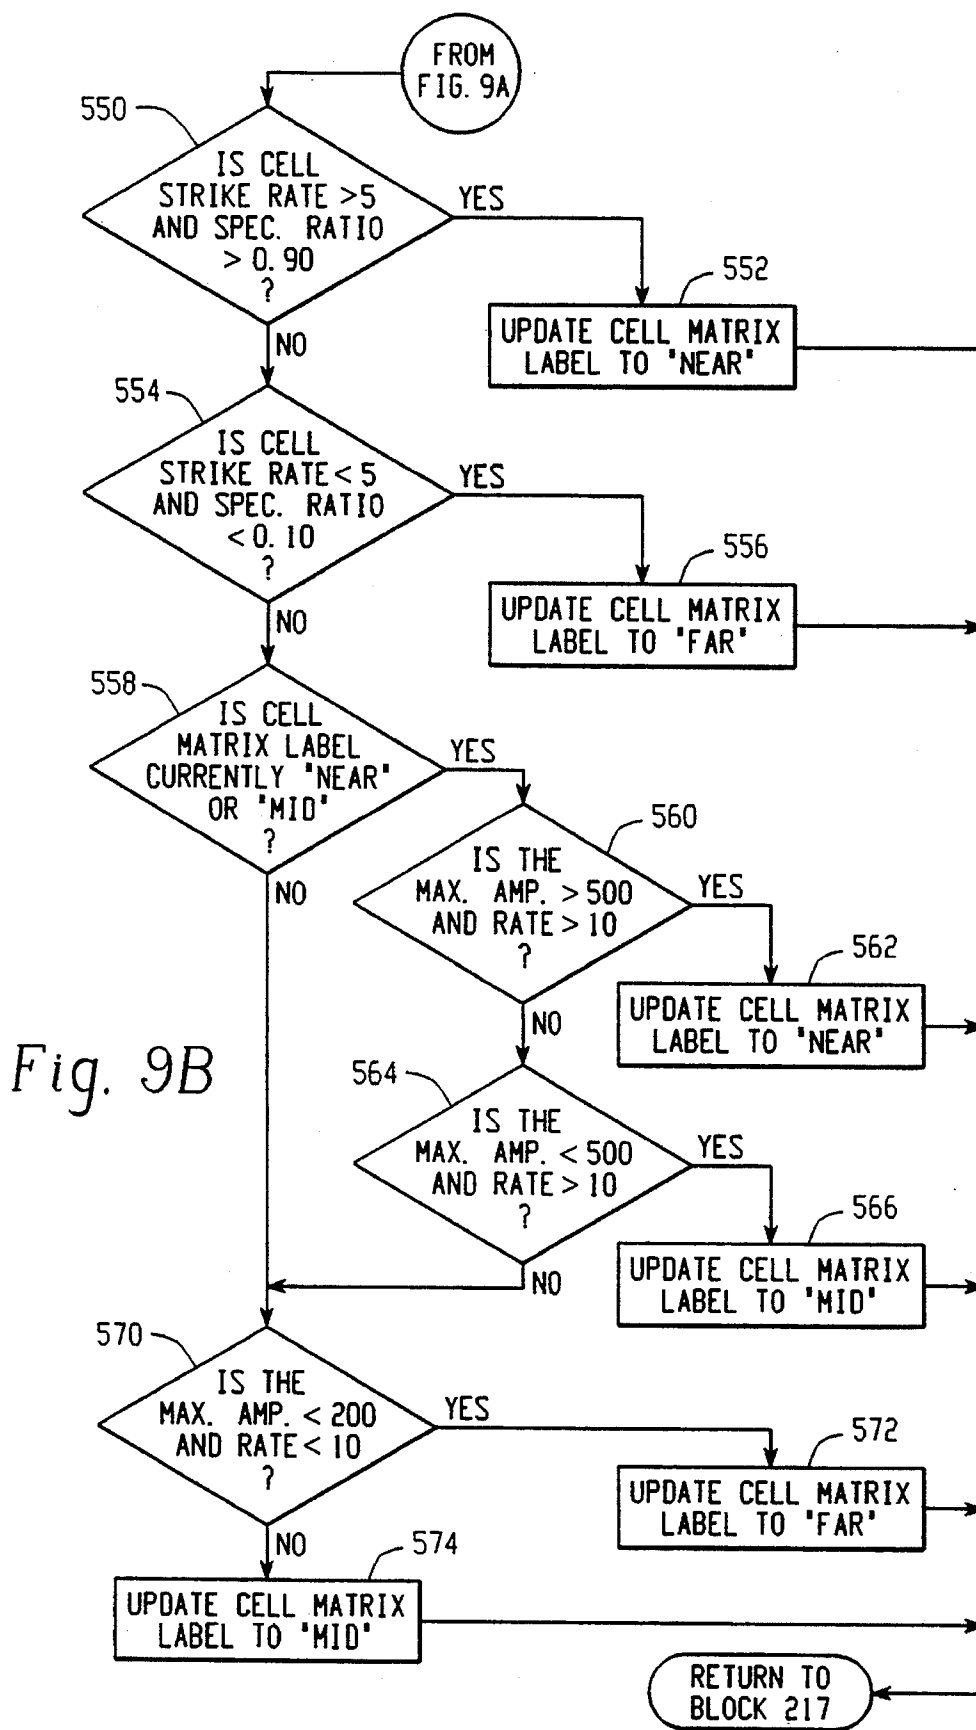 FROM
FIG. 9A
550
IS CELL
STRIKE RATE >5
AND SPEC. RATIO
> 0.90
?
YES
NO
552
UPDATE CELL MATRIX
LABEL TO "NEAR"
554
IS CELL
STRIKE RATE < 5
AND SPEC. RATIO
< 0.10
?
YES
NO
556
UPDATE CELL MATRIX
LABEL TO "FAR"
558
IS CELL
MATRIX LABEL
CURRENTLY "NEAR"
OR "MID"
?
YES
NO
560
IS THE
MAX. AMP. > 500
AND RATE > 10
?
YES
NO
562
UPDATE CELL MATRIX
LABEL TO "NEAR"
Fig. 9B
564
IS THE
MAX. AMP. < 500
AND RATE > 10
?
YES
NO
566
UPDATE CELL MATRIX
LABEL TO "MID"
570
IS THE
MAX. AMP. < 200
AND RATE < 10
?
YES
NO
572
UPDATE CELL MATRIX
LABEL TO "FAR"
574
UPDATE CELL MATRIX
LABEL TO "MID"
RETURN TO
BLOCK 217